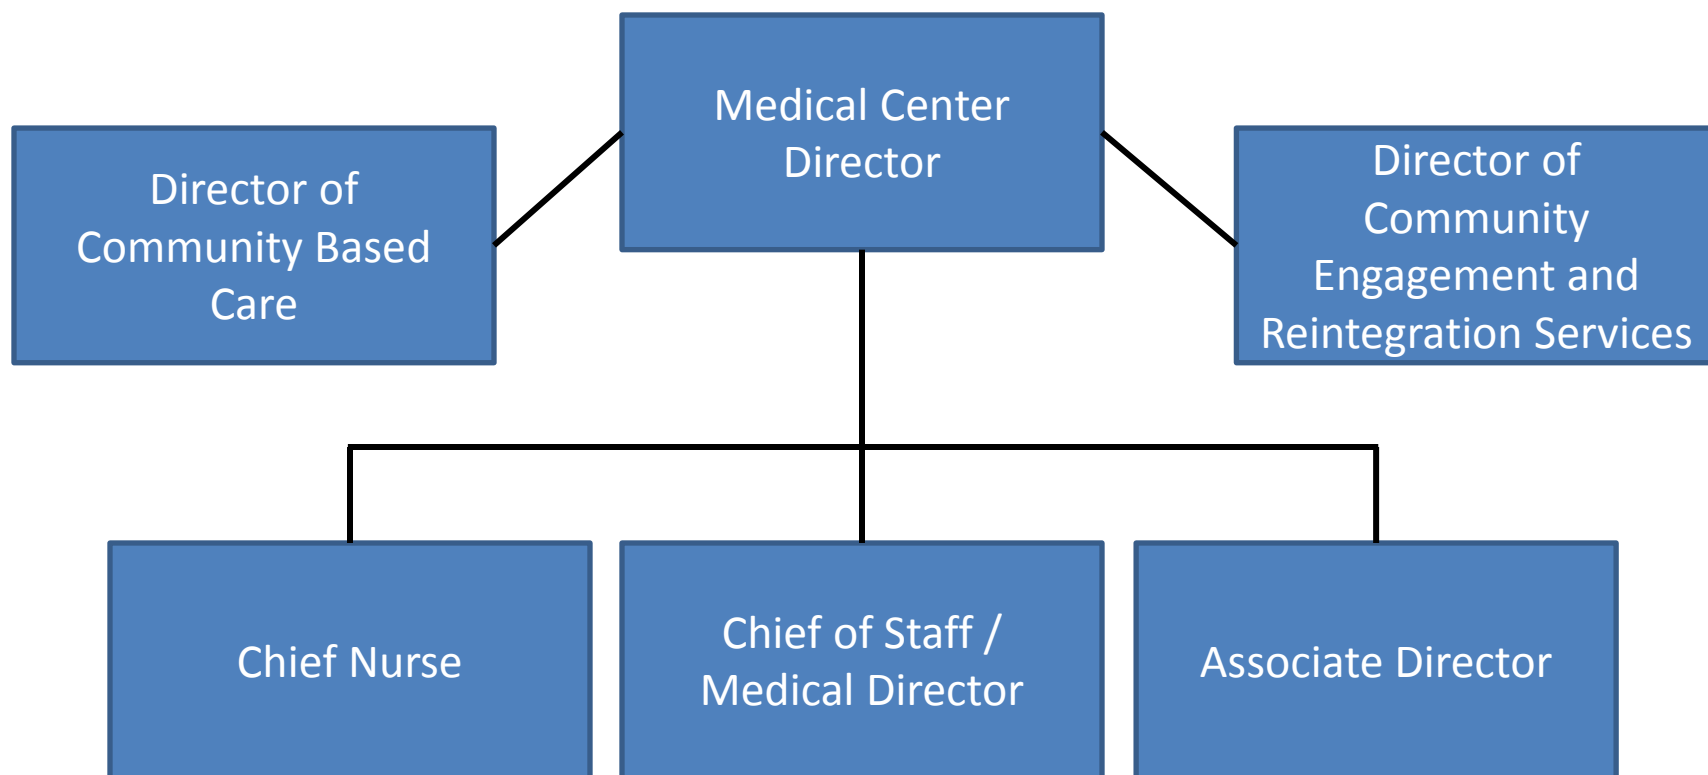 Medical Center
Director
Director of
Community Based
Care
Director of
Community
Engagement and
Reintegration Services
Chief Nurse
Chief of Staff /
Medical Director
Associate Director